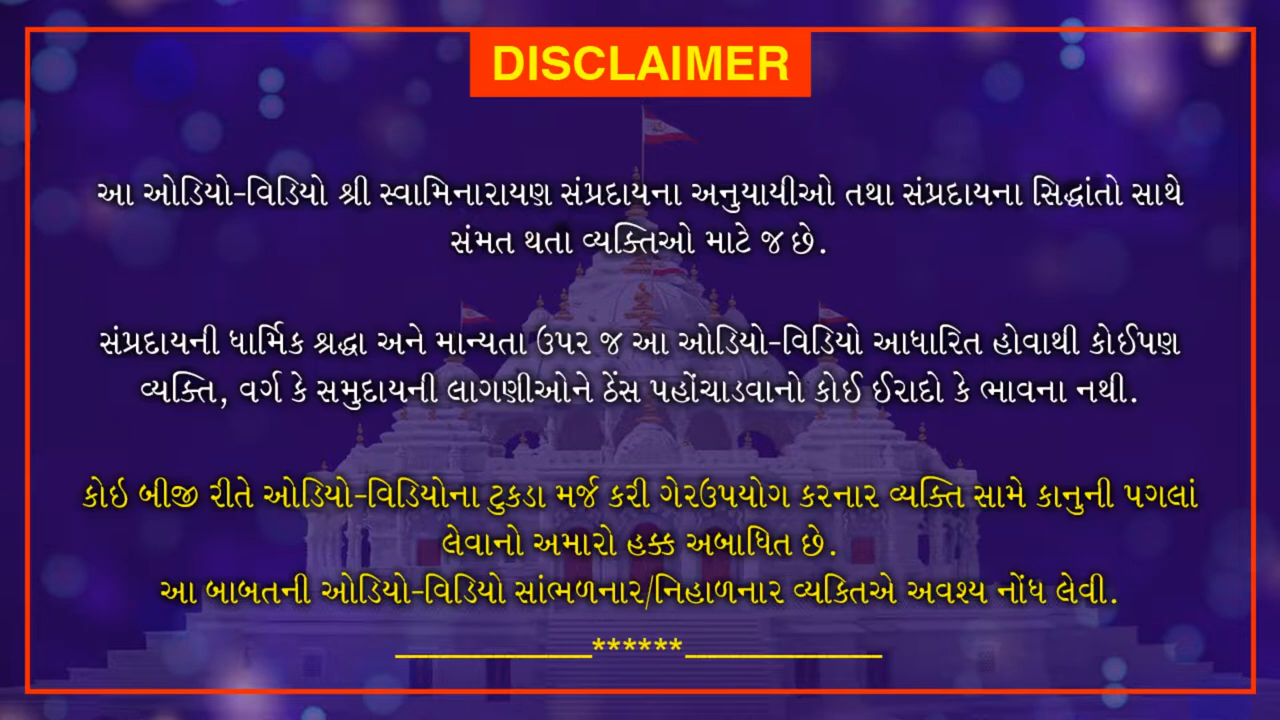 DISCLAIMER
આ ઓડિયો-વિડિયો શ્રી સ્વામિનારાયણ સંપ્રદાયના અનુયાયીઓ તથા સંપ્રદાયના સિદ્ધાંતો સાથે
સંમત થતા વ્યક્તિઓ માટે જ છે.
સંપ્રદાયની ધાર્મિક શ્રદ્ધા અને માન્યતા ઉપર જ આ ઓડિયો-વિડિયો આધારિત હોવાથી કોઈપણ
વ્યક્તિ, વર્ગ કે સમુદાયની લાગણીઓને ઠેંસ પહોંચાડવાનો કોઈ ઈરાદો કે ભાવના નથી.
કોઇ બીજી રીતે ઓડિયો-વિડિયોના ટુકડા મર્જ કરી ગેરઉપયોગ કરનાર વ્યક્તિ સામે કાનુની પગલાં
લેવાનો અમારો હક્ક અબાધિત છે.
આ બાબતની ઓડિયો-વિડિયો સાંભળનાર/નિહાળનાર વ્યકિતએ અવશ્ય નોંધ લેવી.
______________******______________